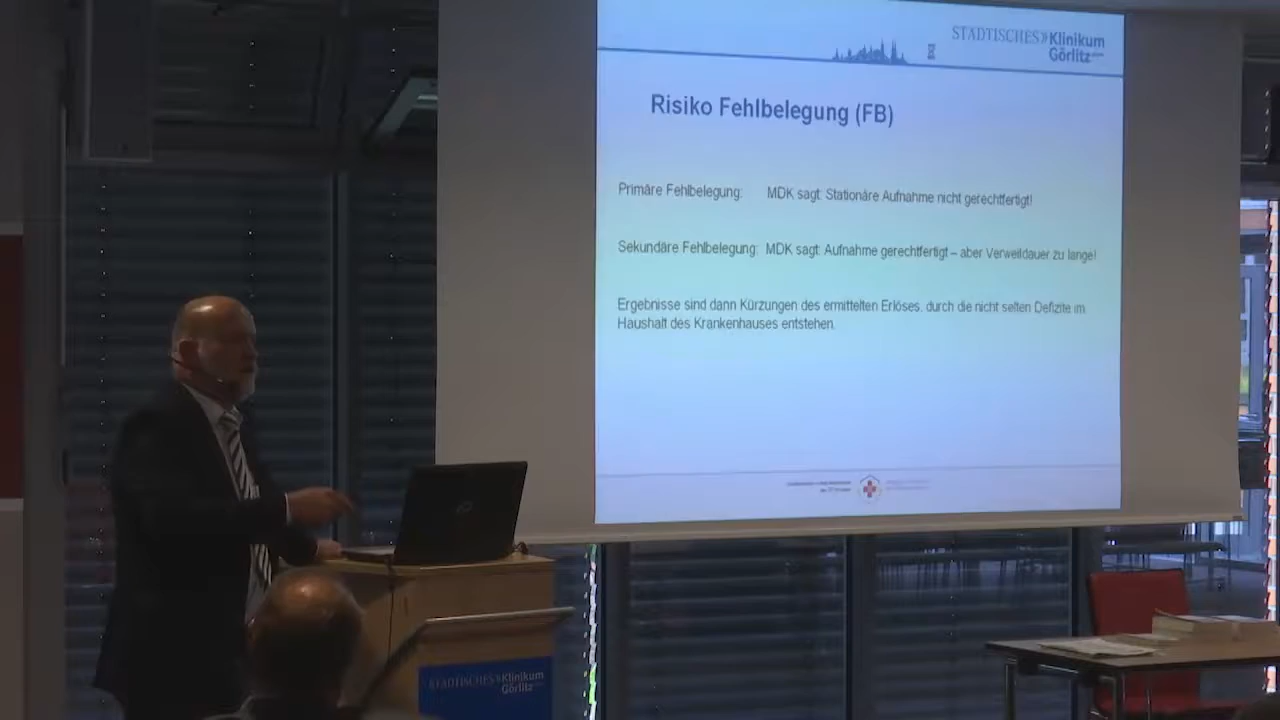 STÄDTISCHES Klinikum
Görlitz
Risiko Fehlbelegung (FB)
Primäre Fehlbelegung: MDK sagt: Stationäre Aufnahme nicht gerechtfertigt!
Sekundäre Fehlbelegung: MDK sagt: Aufnahme gerechtfertigt – aber Verweildauer zu lange!
Ergebnisse sind dann Kürzungen des ermittelten Erlöses, durch die nicht selten Defizite im
Haushalt des Krankenhauses entstehen.
STÄDTISCHES Klinikum
Görlitz